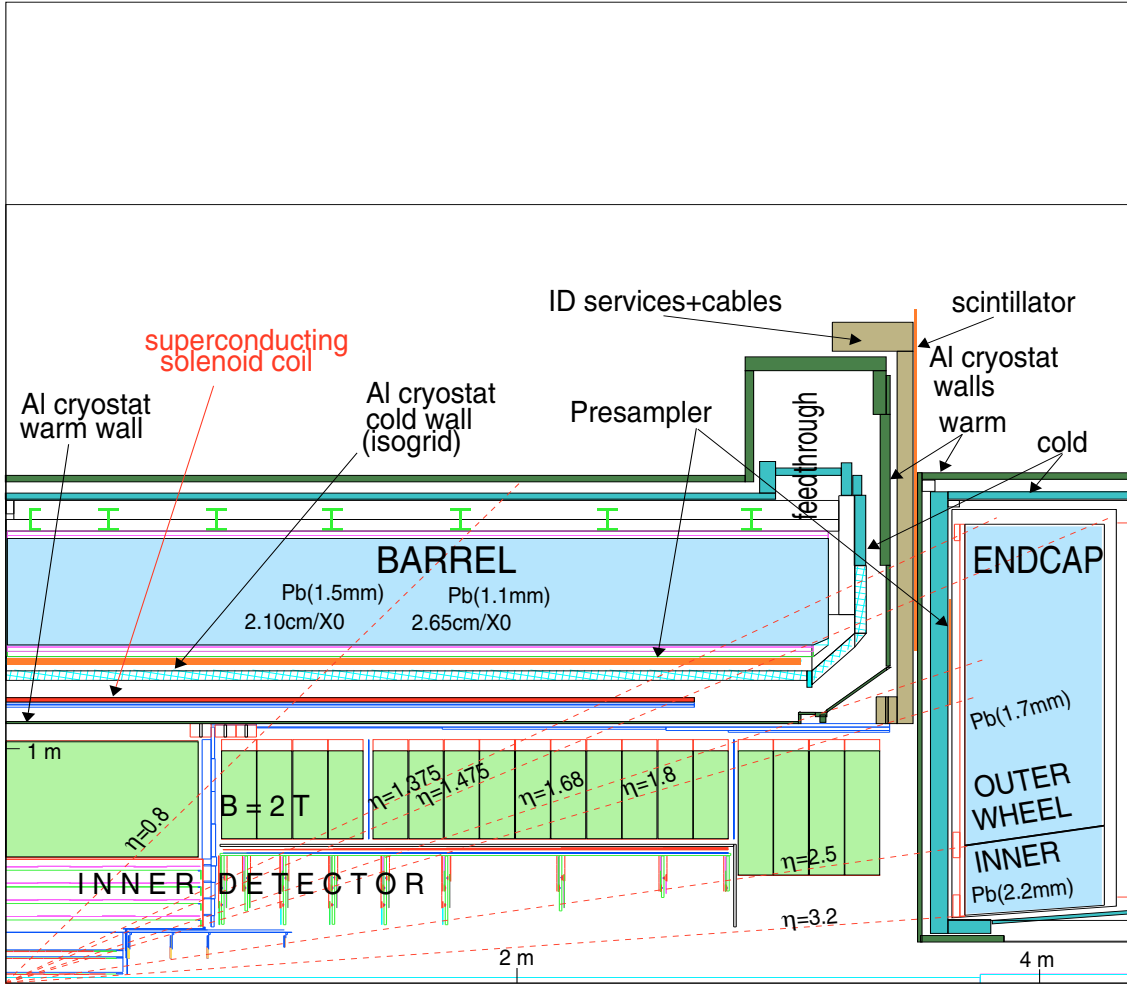 ID services+cables
scintillator
superconducting
solenoid coil
Al cryostat
warm wall
Al cryostat
cold wall
(isogrid)
Presampler
feedthrough
Al cryostat
walls
warm
cold
BARREL
Pb(1.5mm)
Pb(1.1mm)
2.10cm/X0
2.65cm/X0
ENDCAP
Pb(1.7mm)
OUTER
WHEEL
INNER
Pb(2.2mm)
1 m
B = 2 T
η=0.8
η=1.375
η=1.475
η=1.68
η=1.8
η=2.5
η=3.2
INNER DETECTOR
2 m
4 m